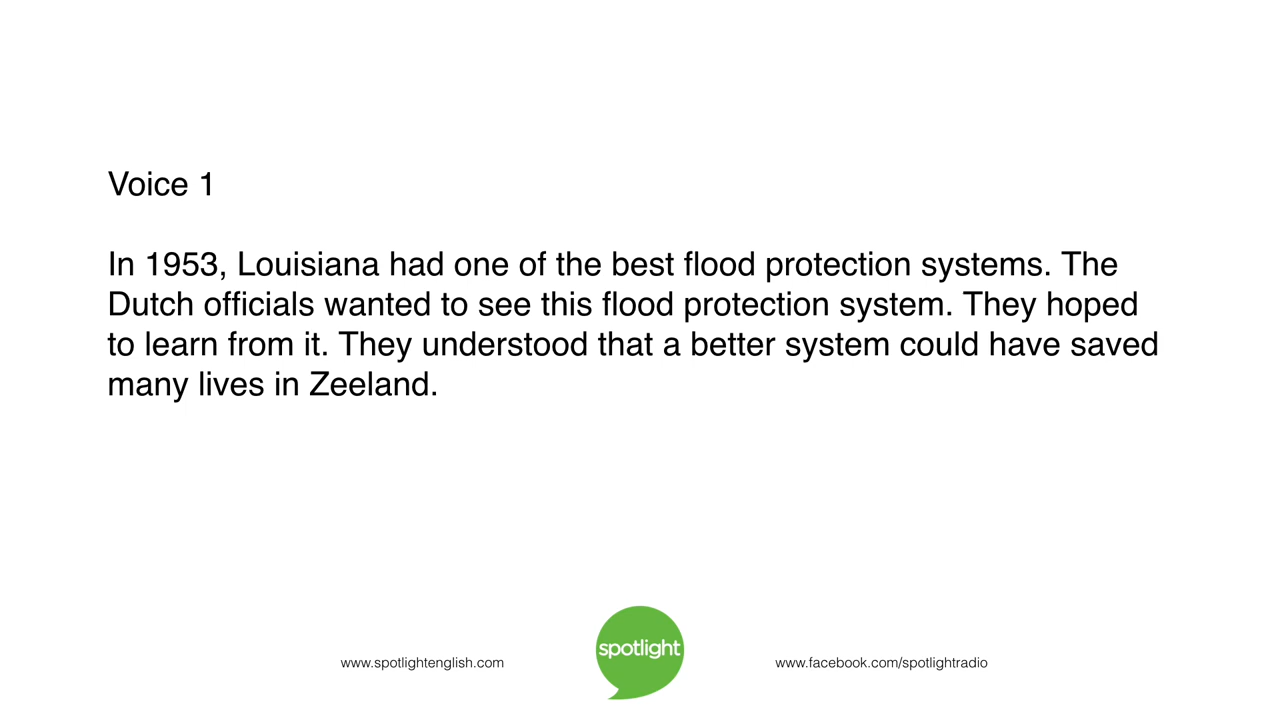 Voice 1
In 1953, Louisiana had one of the best flood protection systems. The
Dutch officials wanted to see this flood protection system. They hoped
to learn from it. They understood that a better system could have saved
many lives in Zeeland.
spotlight
www.spotlightenglish.com
www.facebook.com/spotlightradio